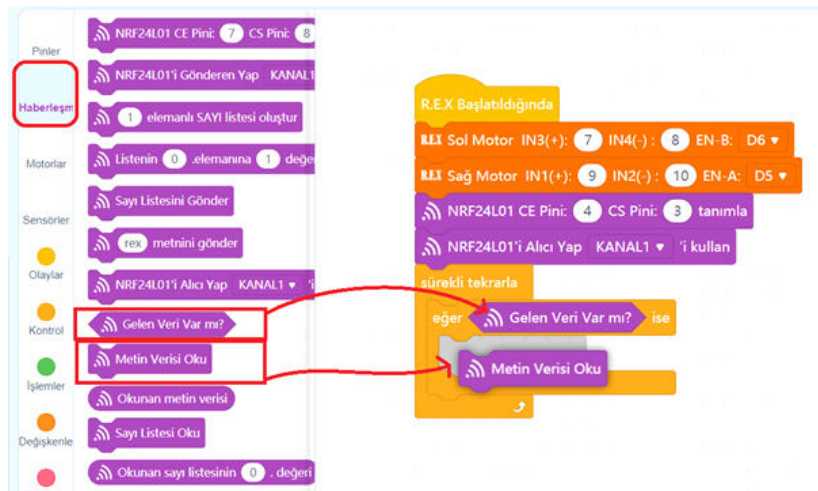 Pinler
Haberleşm
Motorlar
Sensörler
Olaylar
Kontrol
İşlemler
Değişkenle
NRF24L01 CE Pini: 7 CS Pini: 8
NRF24L01'i Gönderen Yap KANAL1
1 elemanlı SAYI listesi oluştur
Listenin 0 .elemanına 1 değe
Sayı Listesini Gönder
rex metnini gönder
NRF24L01'i Alıcı Yap KANAL1 'i
Gelen Veri Var mı?
Metin Verisi Oku
Okunan metin verisi
Sayı Listesi Oku
Okunan sayı listesinin 0 . değeri
R.E.X Başlatıldığında
REX Sol Motor IN3(+): 7 IN4(-) : 8 EN-B: D6
REX Sağ Motor IN1(+): 9 IN2(-) : 10 EN-A: D5
NRF24L01 CE Pini: 4 CS Pini: 3 tanımla
NRF24L01'i Alıcı Yap KANAL1 'i kullan
sürekli tekrarla
eğer Gelen Veri Var mı? ise
Metin Verisi Oku